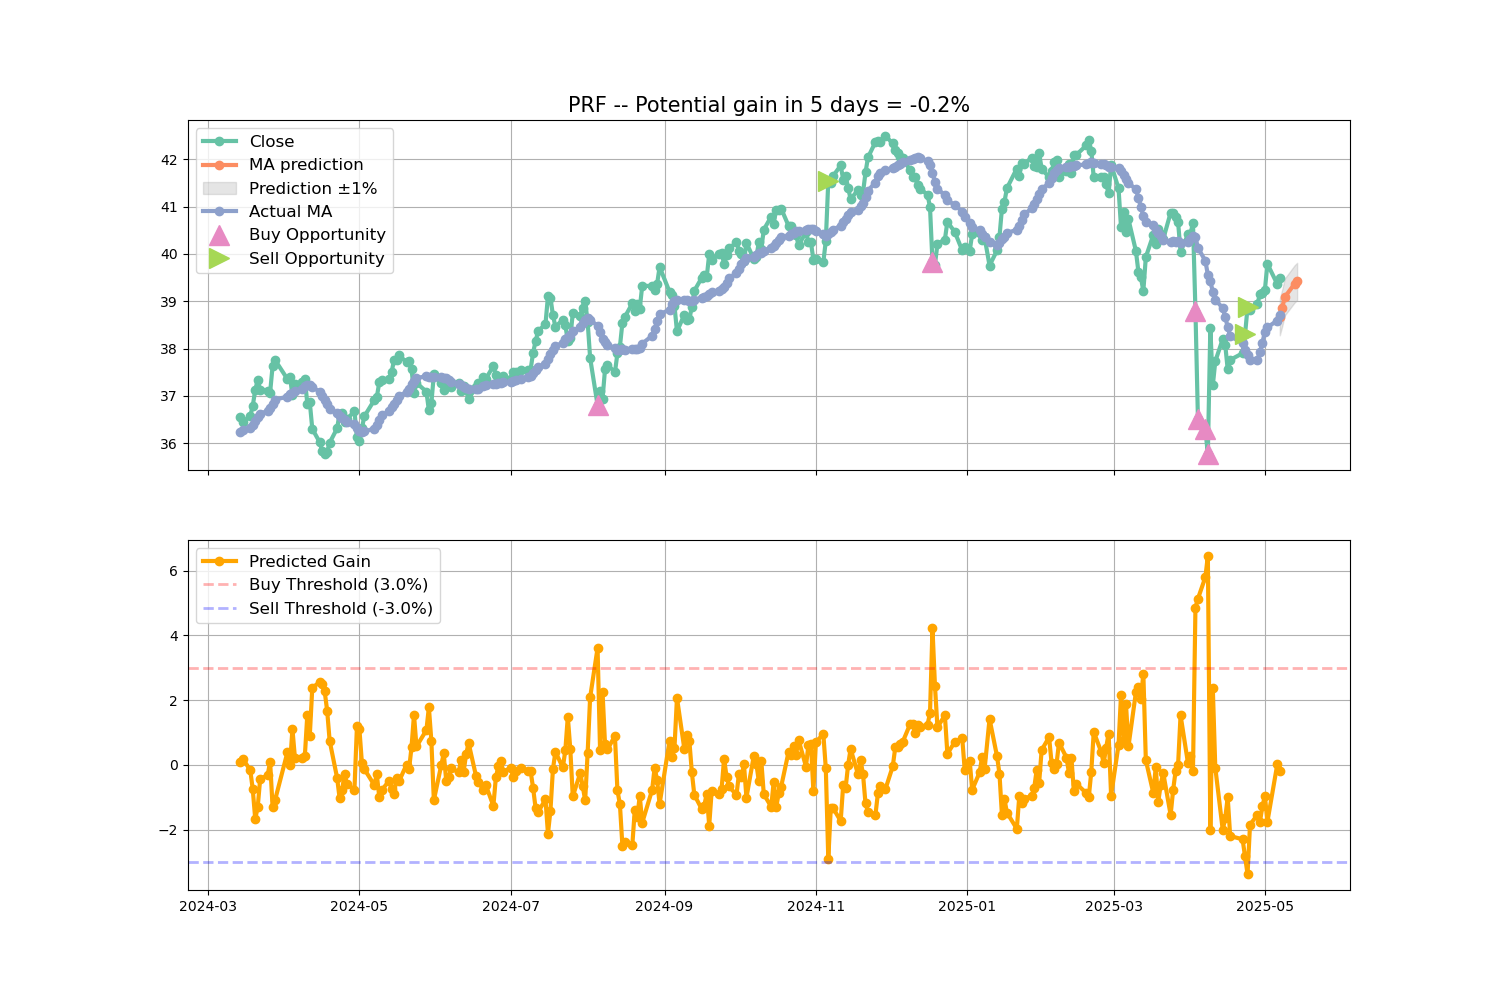 PRF -- Potential gain in 5 days = -0.2%
Close
MA prediction
Prediction ±1%
Actual MA
Buy Opportunity
Sell Opportunity
42
41
40
39
38
37
36
Predicted Gain
Buy Threshold (3.0%)
Sell Threshold (-3.0%)
6
4
2
0
−2
2024-03 2024-05 2024-07 2024-09 2024-11 2025-01 2025-03 2025-05